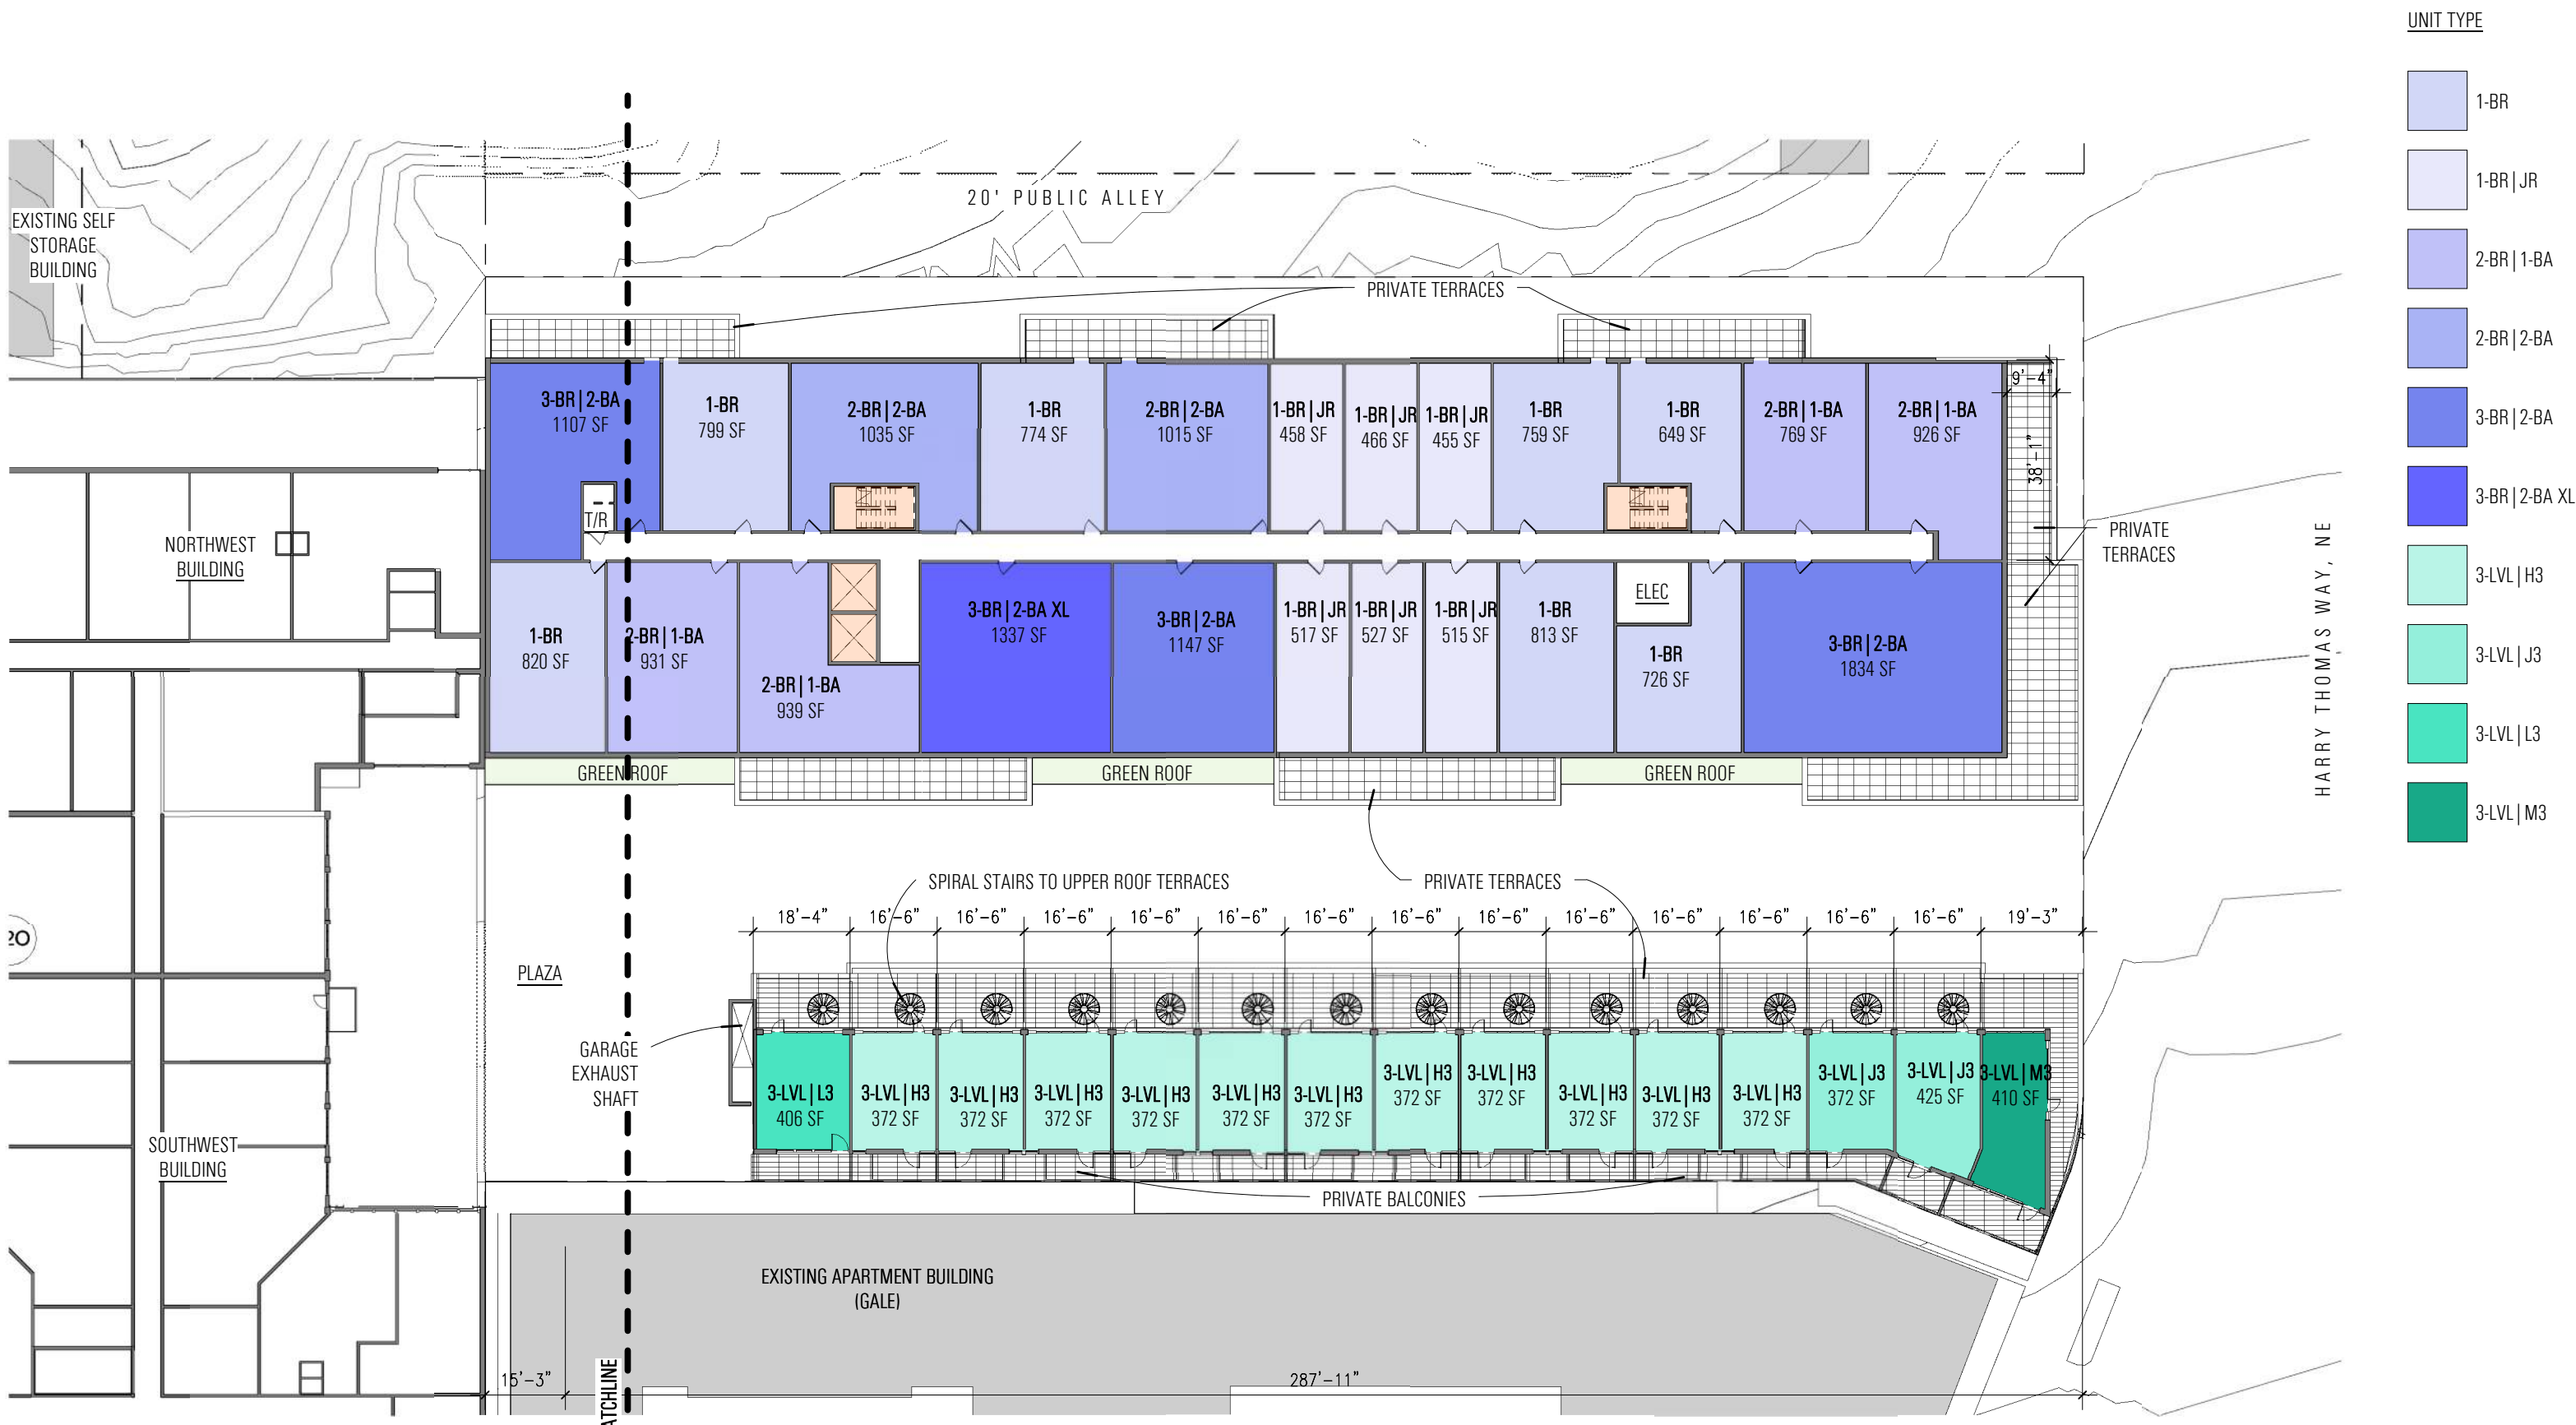 UNIT TYPE
1-BR
1-BR|JR
2-BR|1-BA
2-BR|2-BA
3-BR|2-BA
3-BR|2-BA XL
3-LVL|H3
3-LVL|J3
3-LVL|L3
3-LVL|M3
20' PUBLIC ALLEY
EXISTING SELF
STORAGE
BUILDING
PRIVATE TERRACES
9'-4"
38'-1"
3-BR|2-BA
1107 SF
1-BR
799 SF
2-BR|2-BA
1035 SF
1-BR
774 SF
2-BR|2-BA
1015 SF
1-BR|JR
458 SF
1-BR|JR
466 SF
1-BR|JR
455 SF
1-BR
759 SF
1-BR
649 SF
2-BR|1-BA
769 SF
2-BR|1-BA
926 SF
T/R
PRIVATE
TERRACES
HARRY THOMAS WAY, NE
NORTHWEST
BUILDING
1-BR
820 SF
2-BR|1-BA
931 SF
2-BR|1-BA
939 SF
3-BR|2-BA XL
1337 SF
3-BR|2-BA
1147 SF
1-BR|JR
517 SF
1-BR|JR
527 SF
1-BR|JR
515 SF
1-BR
813 SF
ELEC
1-BR
726 SF
3-BR|2-BA
1834 SF
GREEN ROOF
GREEN ROOF
GREEN ROOF
SPIRAL STAIRS TO UPPER ROOF TERRACES
PRIVATE TERRACES
18'-4"
16'-6"
16'-6"
16'-6"
16'-6"
16'-6"
16'-6"
16'-6"
16'-6"
16'-6"
16'-6"
16'-6"
16'-6"
16'-6"
19'-3"
20
PLAZA
GARAGE
EXHAUST
SHAFT
3-LVL|L3
406 SF
3-LVL|H3
372 SF
3-LVL|H3
372 SF
3-LVL|H3
372 SF
3-LVL|H3
372 SF
3-LVL|H3
372 SF
3-LVL|H3
372 SF
3-LVL|H3
372 SF
3-LVL|H3
372 SF
3-LVL|H3
372 SF
3-LVL|H3
372 SF
3-LVL|H3
372 SF
3-LVL|J3
372 SF
3-LVL|J3
425 SF
3-LVL|M3
410 SF
SOUTHWEST
BUILDING
PRIVATE BALCONIES
EXISTING APARTMENT BUILDING
(GALE)
15'-3"
287'-11"
ATCHLINE